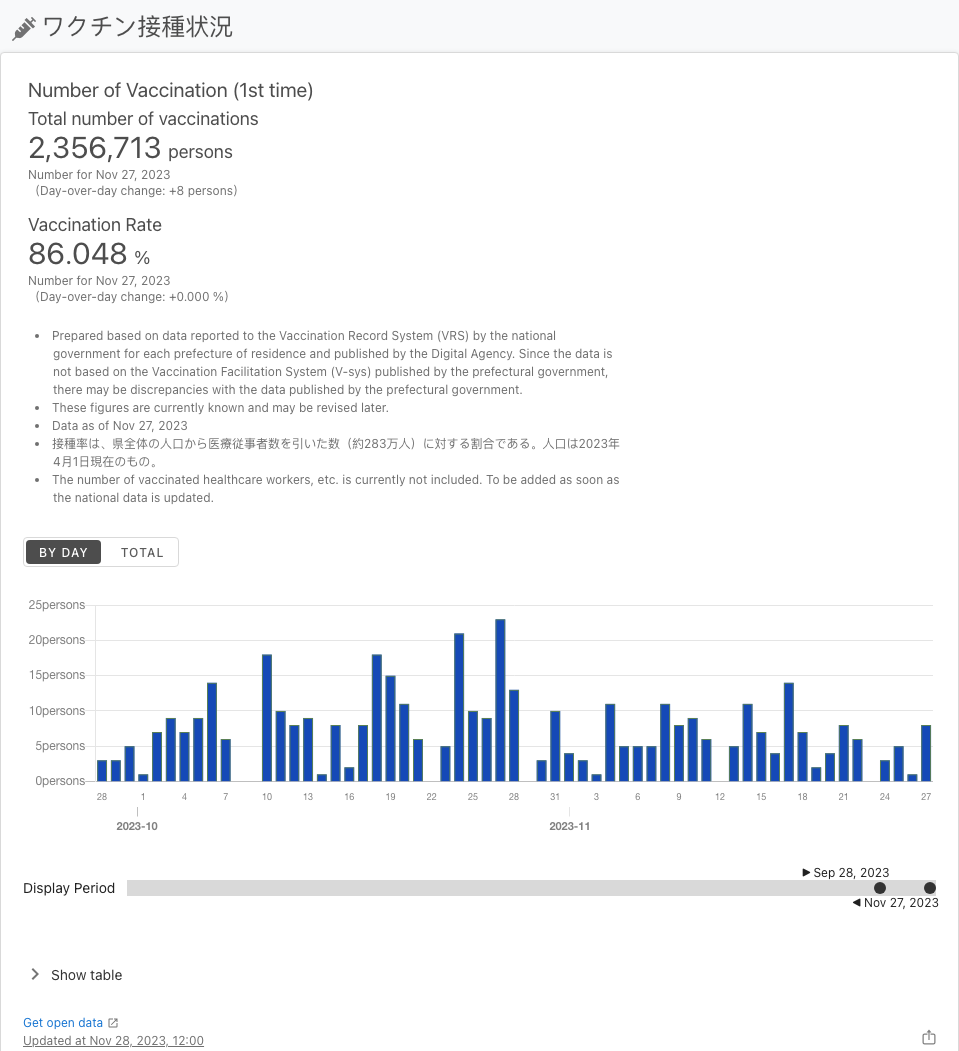 ワクチン接種状況
Number of Vaccination (1st time)
Total number of vaccinations
2,356,713 persons
Number for Nov 27, 2023
(Day-over-day change: +8 persons)
Vaccination Rate
86.048 %
Number for Nov 27, 2023
(Day-over-day change: +0.000 %)
• Prepared based on data reported to the Vaccination Record System (VRS) by the national
government for each prefecture of residence and published by the Digital Agency. Since the data is
not based on the Vaccination Facilitation System (V-sys) published by the prefectural government,
there may be discrepancies with the data published by the prefectural government.
• These figures are currently known and may be revised later.
• Data as of Nov 27, 2023
• 接種率は、県全体の人口から医療従事者数を引いた数（約283万人）に対する割合である。人口は2023年
4月1日現在のもの。
• The number of vaccinated healthcare workers, etc. is currently not included. To be added as soon as
the national data is updated.
BY DAY TOTAL
25persons
20persons
15persons
10persons
5persons
0persons
28 1 4 7 10 13 16 19 22 25 28 31 3 6 9 12 15 18 21 24 27
2023-10 2023-11
Sep 28, 2023
Display Period
Nov 27, 2023
Show table
Get open data
Updated at Nov 28, 2023, 12:00